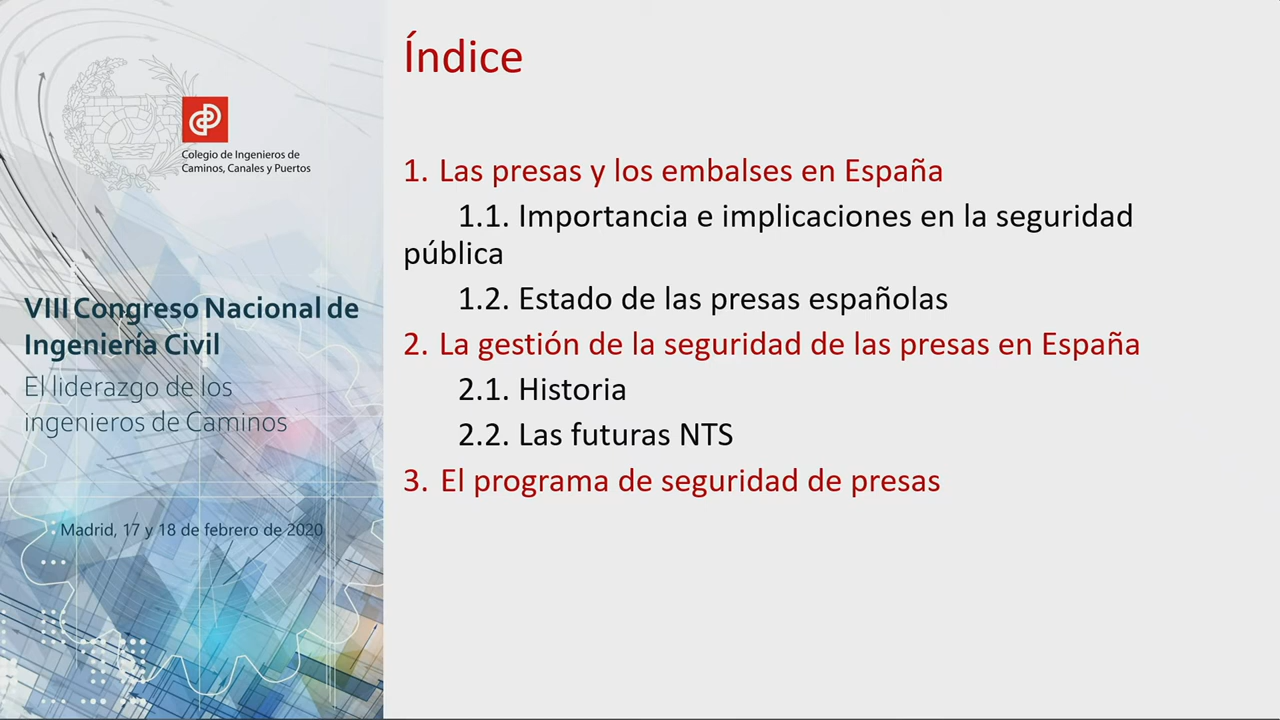 Colegio de Ingenieros de
Caminos, Canales y Puertos
VIII Congreso Nacional de
Ingeniería Civil
El liderazgo de los
ingenieros de Caminos
Madrid, 17 y 18 de febrero de 2020
Índice
1. Las presas y los embalses en España
1.1. Importancia e implicaciones en la seguridad
pública
1.2. Estado de las presas españolas
2. La gestión de la seguridad de las presas en España
2.1. Historia
2.2. Las futuras NTS
3. El programa de seguridad de presas